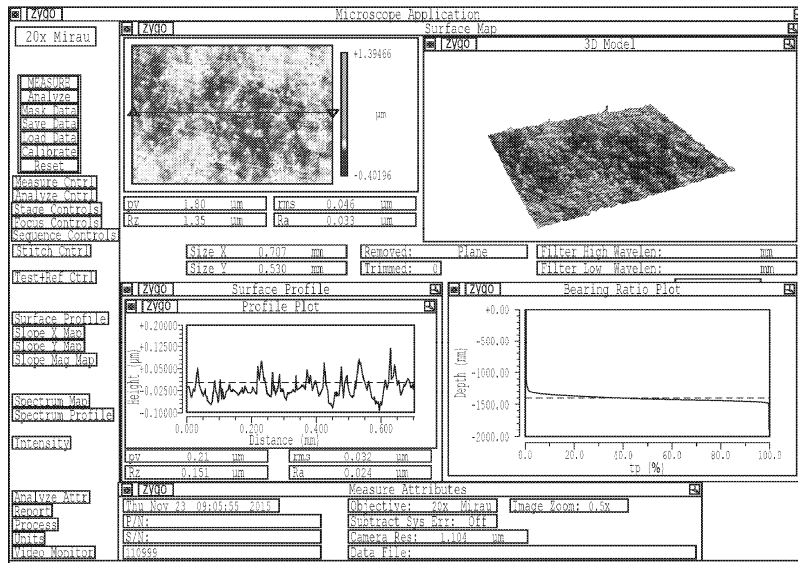 zygo Microscope Application
20x Mirau
MEASURE
Analyze
Mask Data
Save Data
Load Data
Calibrate
Reset
Measure Cntrl
Analyze Cntrl
Stage Controls
Focus Controls
Sequence Controls
Stitch Cntrl
Test+Ref Ctrl
Surface Profile
Slope X Map
Slope Y Map
Slope Mag Map
Spectrum Map
Spectrum Profile
Intensity
Analyze Attr
Report
Process
Units
Video Monitor
zygo Surface Map
+1.39466
µm
-0.40196
pv 1.80 µm rms 0.046 µm
Rz 1.35 µm Ra 0.033 µm
zygo 3D Model
Size X 0.707 mm Removed: Plane Filter High Wavelen: mm
Size Y 0.530 mm Trimmed: 0 Filter Low Wavelen: mm
zygo Surface Profile
zygo Profile Plot
+0.20000
+0.12500
+0.05000
-0.02500
-0.10000
Height (µm)
0.000 0.200 0.400 0.600
Distance (mm)
pv 0.21 µm rms 0.032 µm
Rz 0.151 µm Ra 0.024 µm
zygo Bearing Ratio Plot
+0.00
-500.00
-1000.00
-1500.00
-2000.00
Depth (nm)
0.0 20.0 40.0 60.0 80.0 100.0
tp (%)
zygo Measure Attributes
Thu Nov 23 09:05:55 2015 Objective: 20x Mirau Image Zoom: 0.5x
P/N: Subtract Sys Err: Off
S/N: Camera Res: 1.104 µm
110999 Data File: